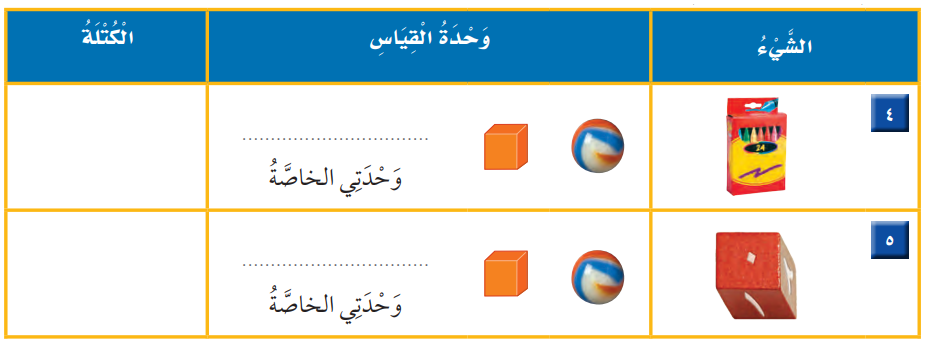 الشَّيْءُ
وَحْدَةُ الْقِيَاسِ
الْكُتْلَةُ
٤
24
..............................
وَحْدَتِي الخاصَّةُ
٥
..............................
وَحْدَتِي الخاصَّةُ